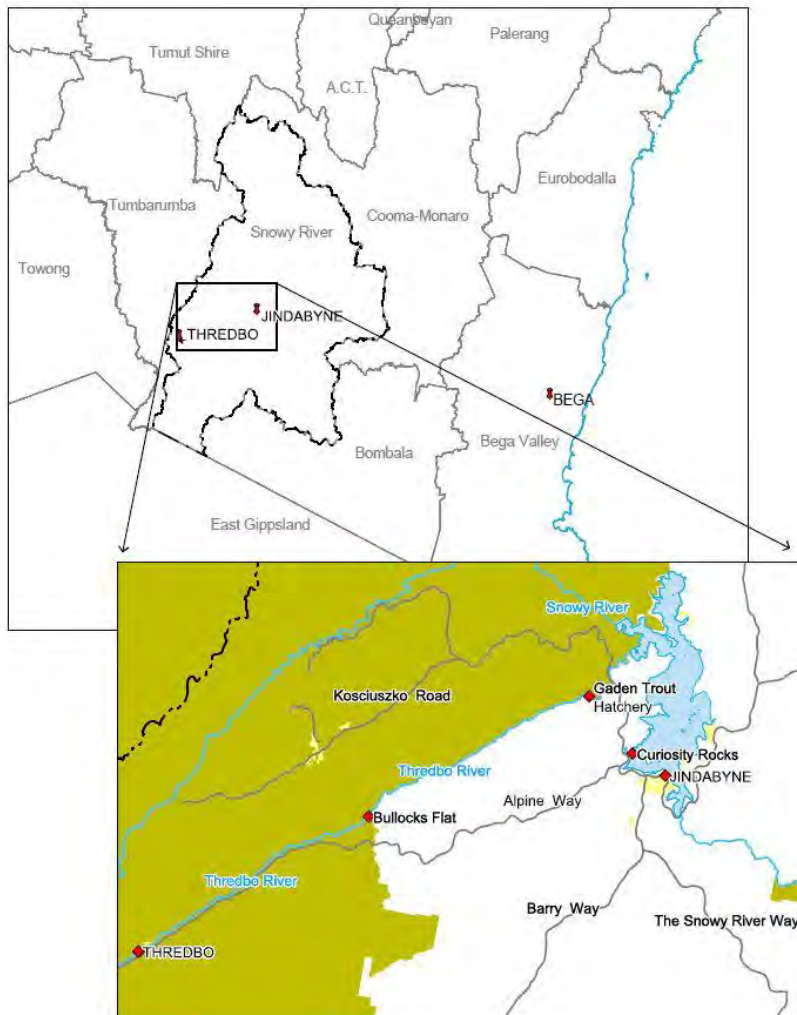 Queanbeyan
Palerang
Tumut Shire
A.C.T.
Eurobodalla
Tumbarumba
Cooma-Monaro
Snowy River
Towong
JINDABYNE
THREDBO
BEGA
Bega Valley
Bombala
East Gippsland
Snowy River
Gaden Trout
Hatchery
Kosciuszko Road
Curiosity Rocks
Thredbo River
JINDABYNE
Alpine Way
Bullocks Flat
Thredbo River
Barry Way
The Snowy River Way
THREDBO